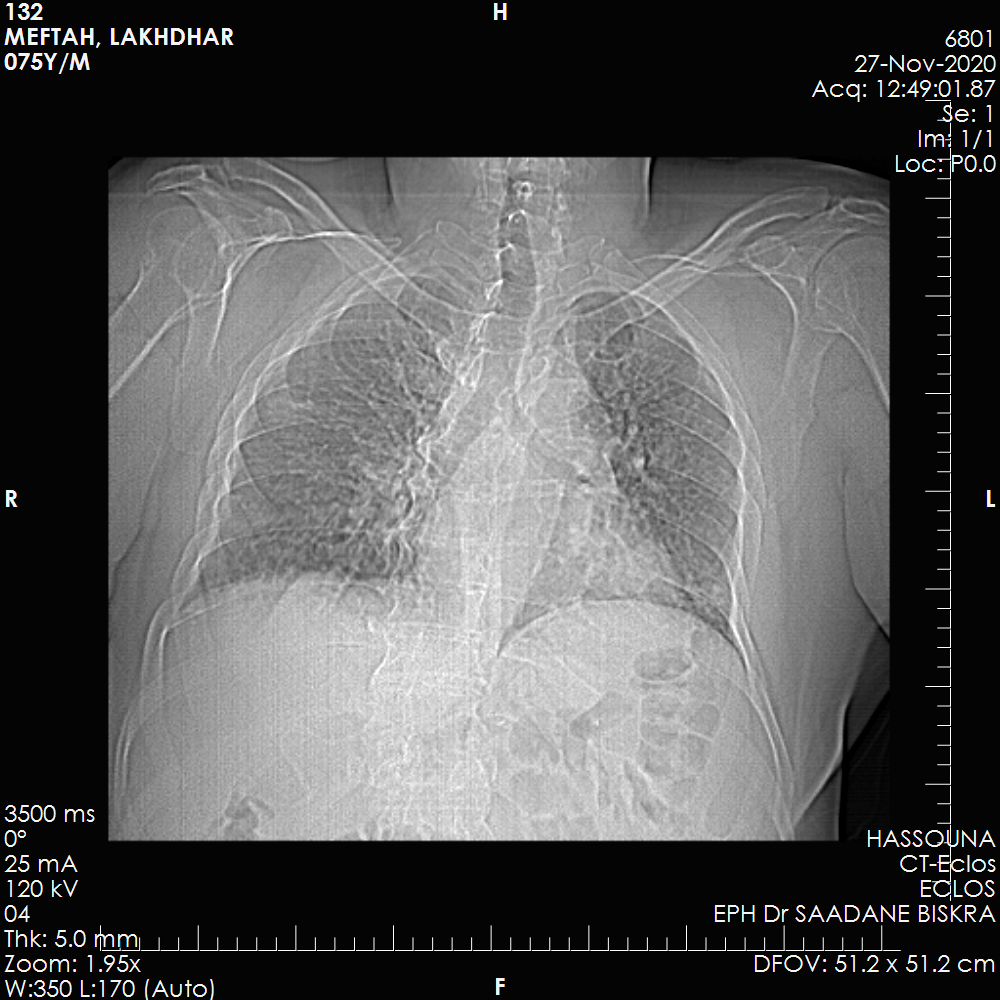 132
MEFTAH, LAKHDHAR
075Y/M
H
6801
27-Nov-2020
Acq: 12:49:01.87
Se: 1
Im: 1/1
Loc: P0.0
R
L
3500 ms
0°
25 mA
120 kV
04
Thk: 5.0 mm
Zoom: 1.95x
W:350 L:170 (Auto)
F
HASSOUNA
CT-Eclos
ECLOS
EPH Dr SAADANE BISKRA
DFOV: 51.2 x 51.2 cm